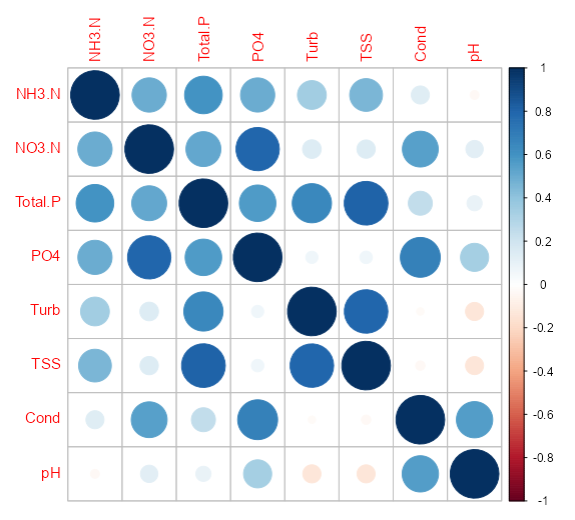 NH3.N
NO3.N
Total.P
PO4
Turb
TSS
Cond
pH
NH3.N
NO3.N
Total.P
PO4
Turb
TSS
Cond
pH
1
0.8
0.6
0.4
0.2
0
-0.2
-0.4
-0.6
-0.8
-1